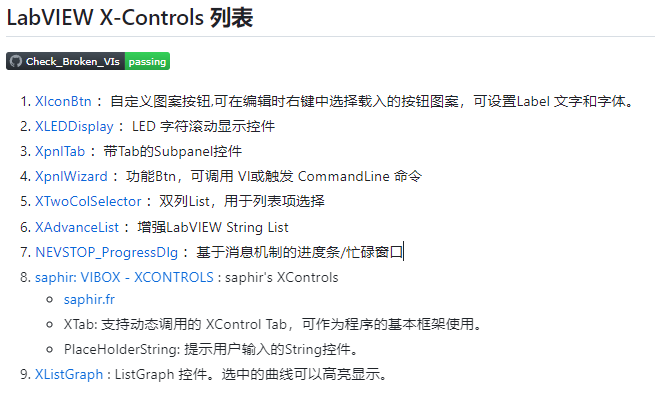 LabVIEW X-Controls 列表
Check_Broken_VIs passing
1. XIconBtn： 自定义图案按钮,可在编辑时右键中选择载入的按钮图案，可设置Label 文字和字体。
2. XLEDDisplay： LED 字符滚动显示控件
3. XpnlTab： 带Tab的Subpanel控件
4. XpnlWizard： 功能Btn，可调用 VI或触发 CommandLine 命令
5. XTwoColSelector： 双列List，用于列表项选择
6. XAdvanceList： 增强LabVIEW String List
7. NEVSTOP_ProgressDlg： 基于消息机制的进度条/忙碌窗口
8. saphir: VIBOX - XCONTROLS : saphir's XControls
saphir.fr
XTab: 支持动态调用的 XControl Tab，可作为程序的基本框架使用。
PlaceHolderString: 提示用户输入的String控件。
9. XListGraph : ListGraph 控件。选中的曲线可以高亮显示。